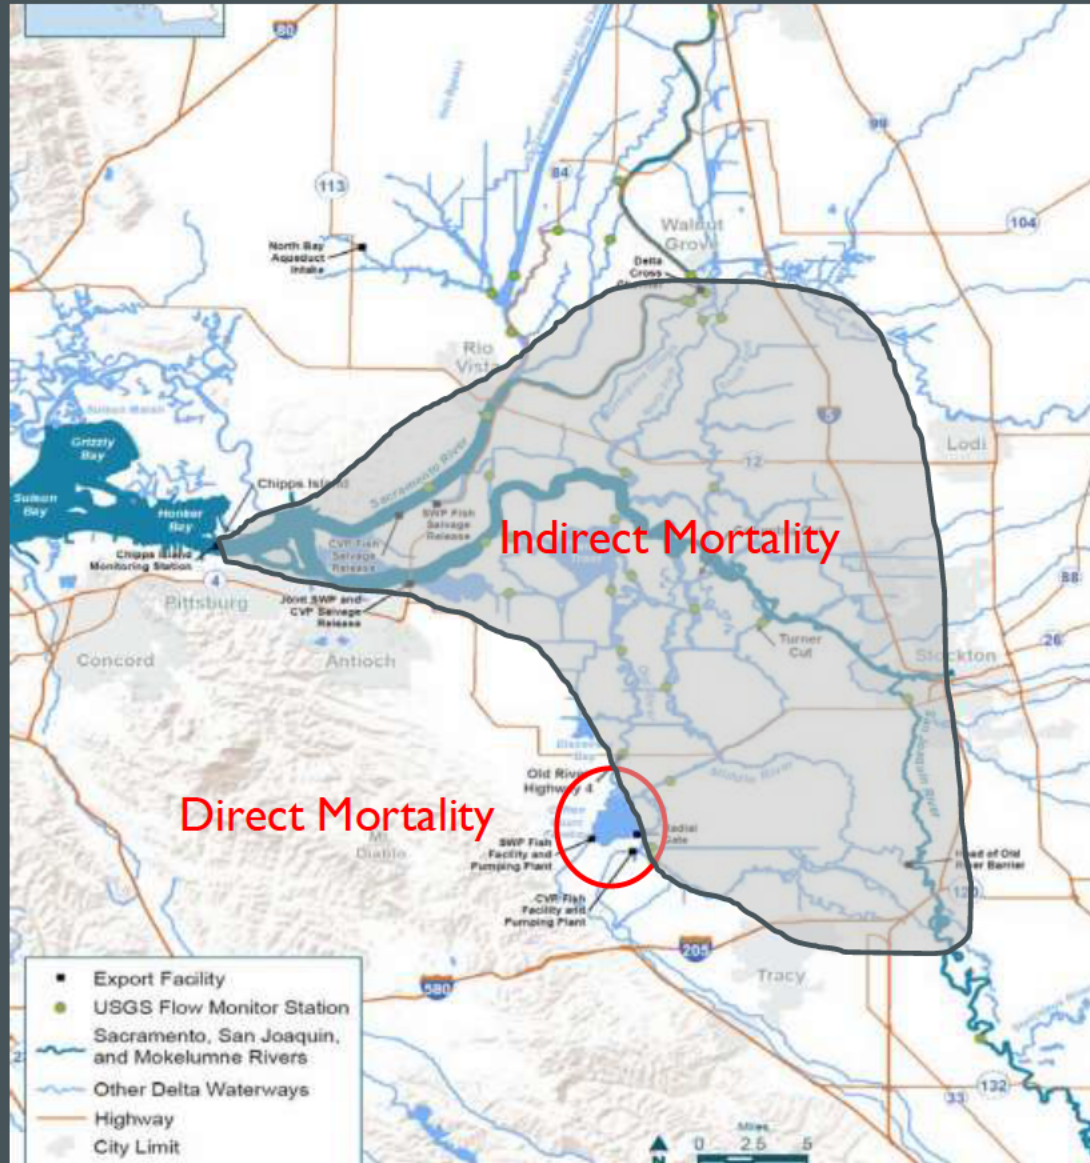 80
113
84
99
104
North Bay
Aqueduct
Intake
Walnut
Grove
Delta
Cross
Rio
Vista
5
Lodi
12
Suisun Marsh
Grizzly
Bay
Suisun
Bay
Honker
Bay
Chipps Island
Sacramento River
SWP Fish
Salvage
Release
CVP Fish
Salvage
Release
Indirect Mortality
Chipps Island
Monitoring Station
4
Pittsburg
Joint SWP and
CVP Salvage
Release
88
26
Concord
Antioch
Turner
Cut
Stockton
San Joaquin River
Old River
Highway 4
Middle River
Direct Mortality
Mt.
Diablo
SWP Fish
Facility and
Pumping Plant
Radial
Gate
CVP Fish
Facility and
Pumping Plant
Head of Old
River Barrier
120
205
580
Tracy
132
33
Export Facility
USGS Flow Monitor Station
Sacramento, San Joaquin,
and Mokelumne Rivers
Other Delta Waterways
Highway
City Limit
Miles
0 2.5 5
N